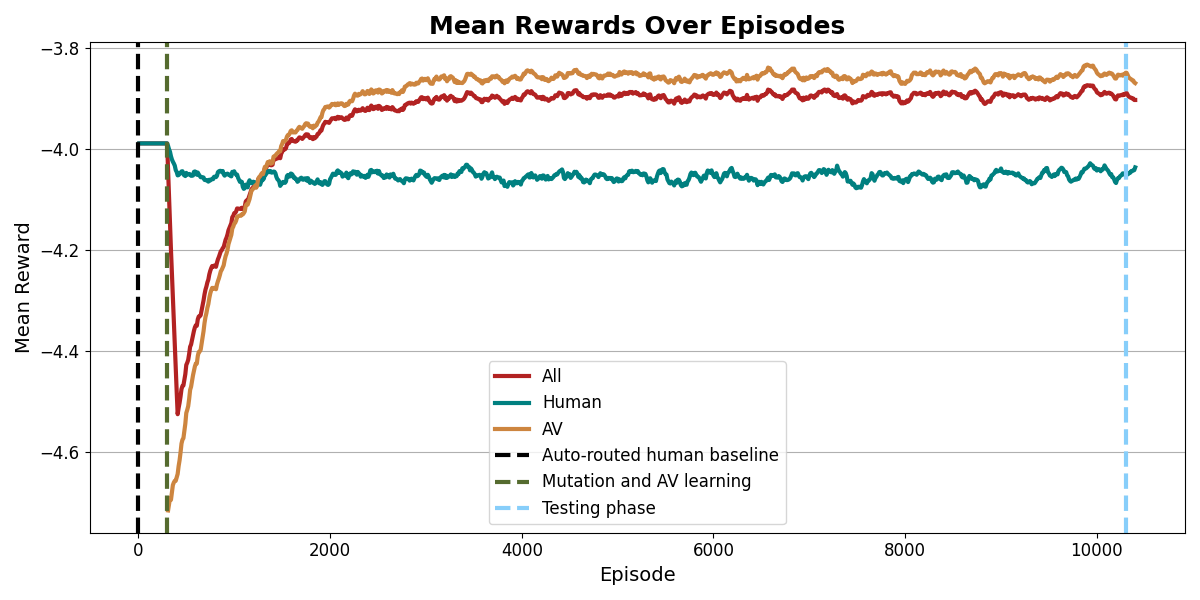 Mean Rewards Over Episodes
Mean Reward
−3.8
−4.0
−4.2
−4.4
−4.6
All
Human
AV
Auto-routed human baseline
Mutation and AV learning
Testing phase
0 2000 4000 6000 8000 10000
Episode